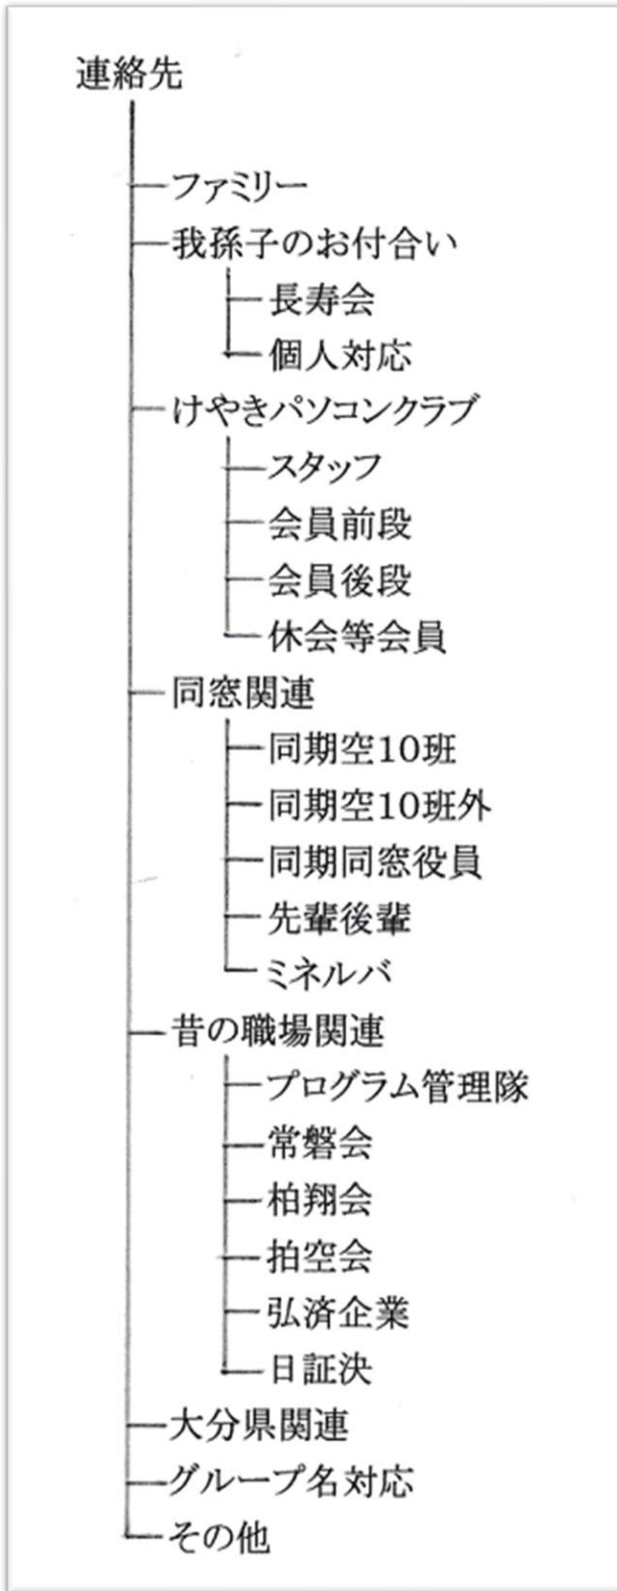 連絡先
ファミリー
我孫子のお付合い
長寿会
個人対応
けやきパソコンクラブ
スタッフ
会員前段
会員後段
休会等会員
同窓関連
同期空10班
同期空10班外
同期同窓役員
先輩後輩
ミネルバ
昔の職場関連
プログラム管理隊
常磐会
柏翔会
拍空会
弘済企業
日証決
大分県関連
グループ名対応
その他